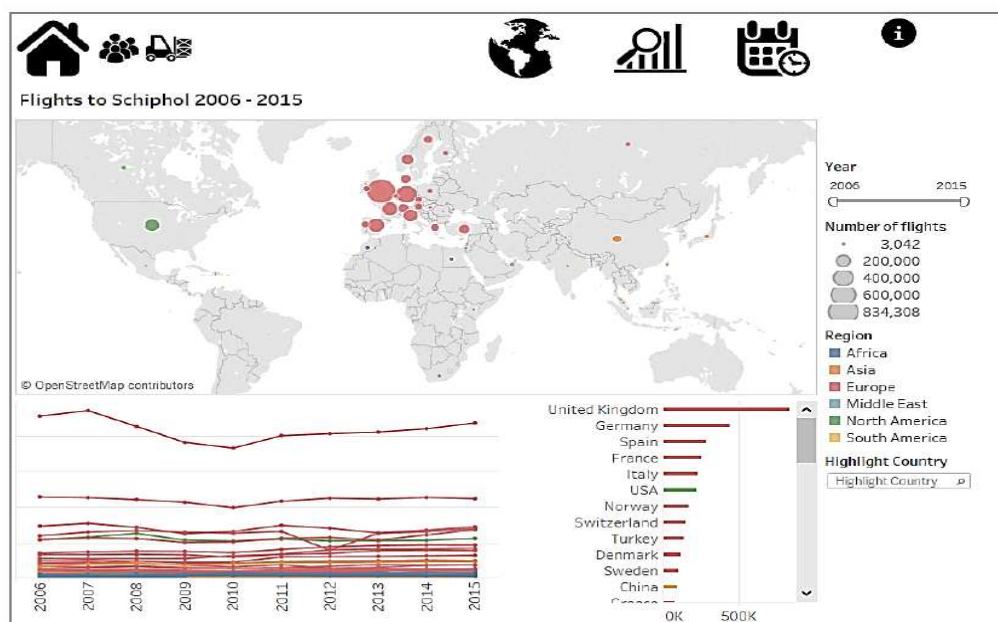 i
Flights to Schiphol 2006 - 2015
© OpenStreetMap contributors
Year
2006 2015
Number of flights
3,042
200,000
400,000
600,000
834,308
Region
Africa
Asia
Europe
Middle East
North America
South America
Highlight Country
Highlight Country
2006
2007
2008
2009
2010
2011
2012
2013
2014
2015
United Kingdom
Germany
Spain
France
Italy
USA
Norway
Switzerland
Turkey
Denmark
Sweden
China
0K 500K